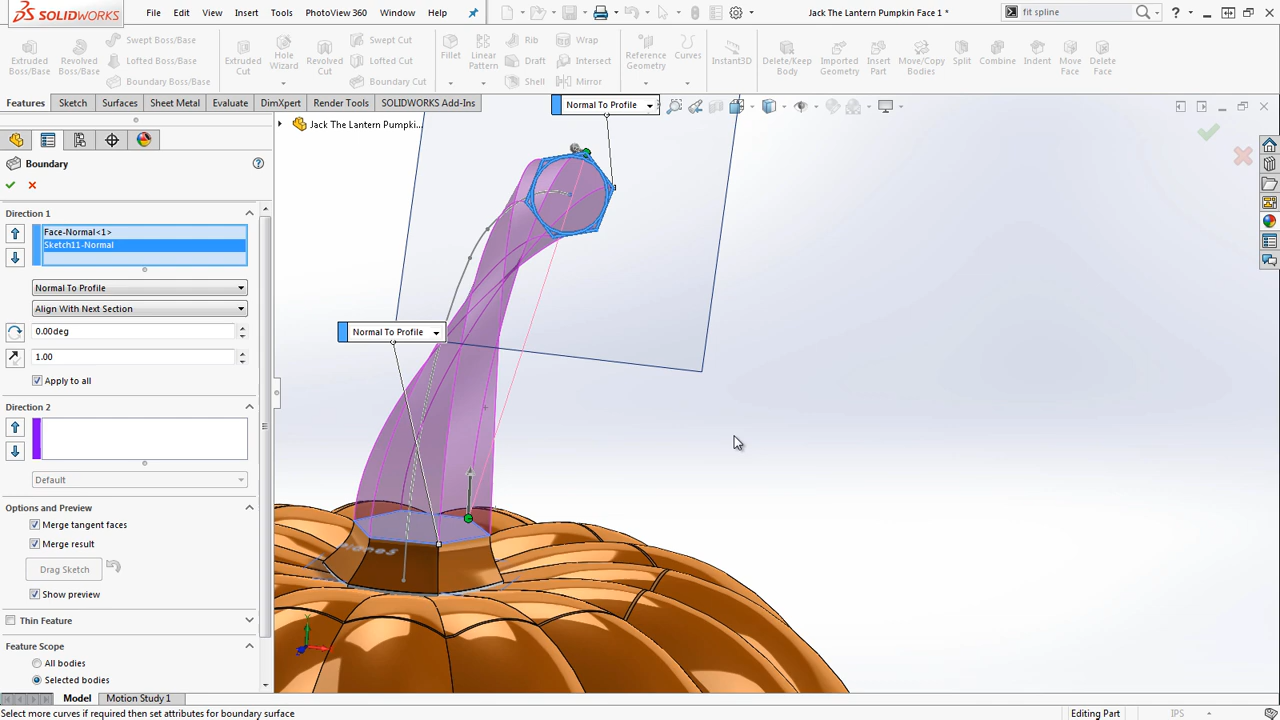 SOLIDWORKS
File Edit View Insert Tools PhotoView 360 Window Help
Jack The Lantern Pumpkin Face 1 *
fit spline
Extruded Boss/Base
Revolved Boss/Base
Swept Boss/Base
Lofted Boss/Base
Boundary Boss/Base
Extruded Cut
Hole Wizard
Revolved Cut
Swept Cut
Lofted Cut
Boundary Cut
Fillet
Linear Pattern
Rib
Draft
Shell
Wrap
Intersect
Mirror
Reference Geometry
Curves
Instant3D
Delete/Keep Body
Imported Geometry
Insert Part
Move/Copy Bodies
Split
Combine
Indent
Move Face
Delete Face
Features Sketch Surfaces Sheet Metal Evaluate DimXpert Render Tools SOLIDWORKS Add-Ins
Normal To Profile
Jack The Lantern Pumpki...
Boundary
Direction 1
Face-Normal<1>
Sketch11-Normal
Normal To Profile
Align With Next Section
Normal To Profile
0.00deg
1.00
Apply to all
Direction 2
Default
Options and Preview
Merge tangent faces
Merge result
Plane5
Drag Sketch
Show preview
Thin Feature
Feature Scope
All bodies
Selected bodies
Model Motion Study 1
Select more curves if required then set attributes for boundary surface
Editing Part
IPS